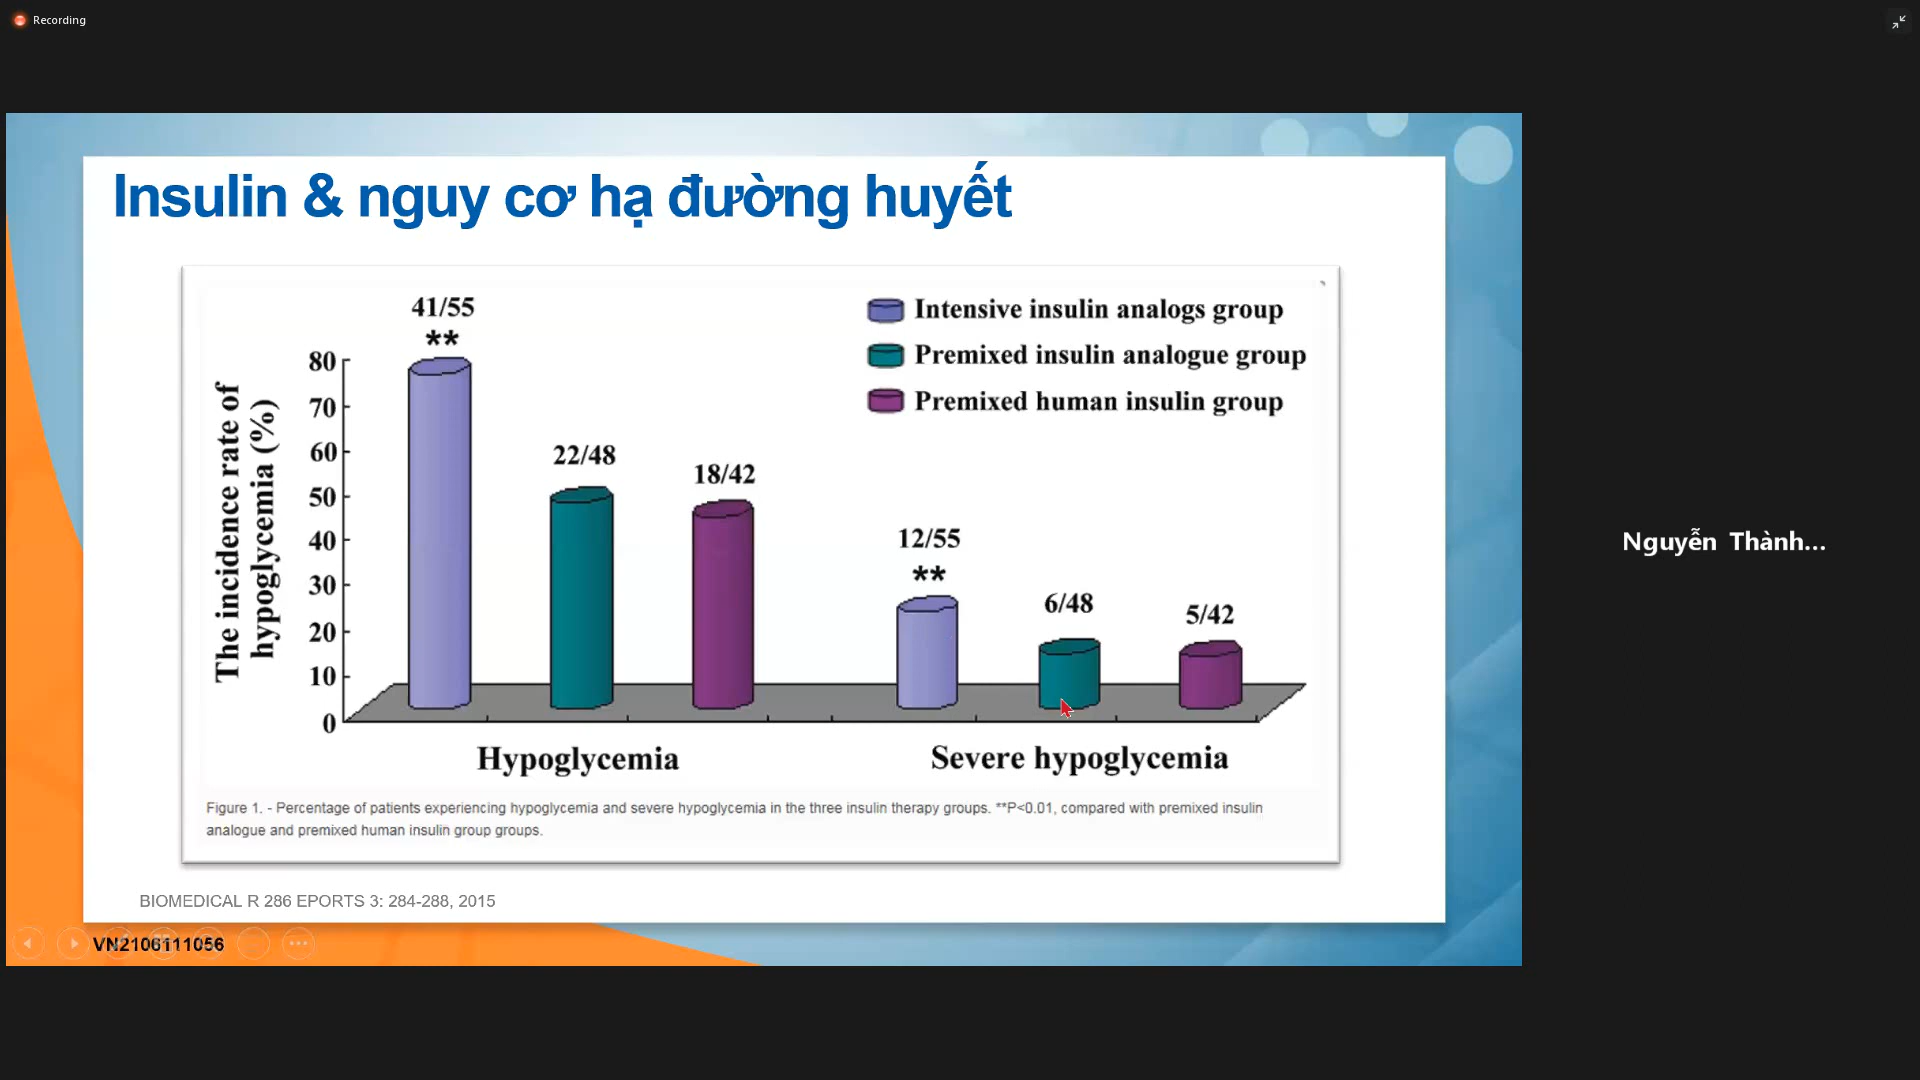 Recording
Insulin & nguy cơ hạ đường huyết
41/55
**
Intensive insulin analogs group
Premixed insulin analogue group
Premixed human insulin group
The incidence rate of
hypoglycemia (%)
80
70
60
50
40
30
20
10
0
22/48
18/42
12/55
**
6/48
5/42
Hypoglycemia
Severe hypoglycemia
Figure 1. - Percentage of patients experiencing hypoglycemia and severe hypoglycemia in the three insulin therapy groups. **P<0.01, compared with premixed insulin
analogue and premixed human insulin group groups.
BIOMEDICAL R 286 EPORTS 3: 284-288, 2015
VN2106111056
Nguyễn Thành...